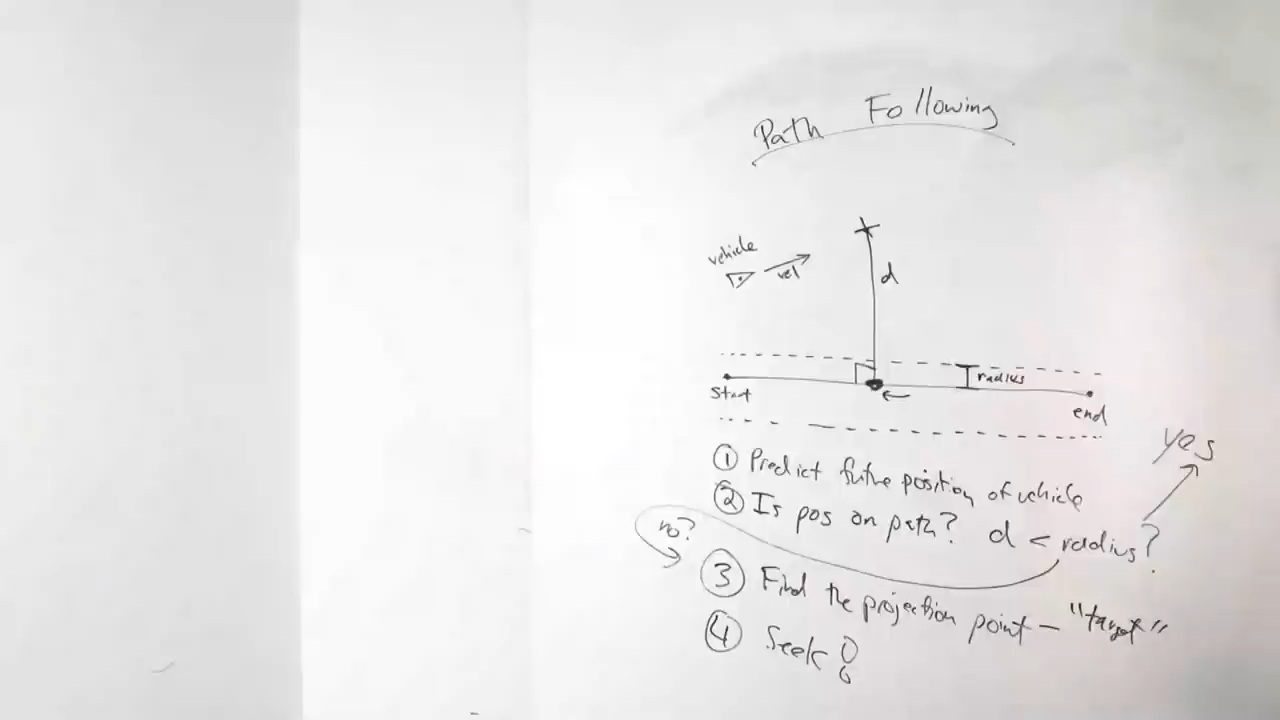 Path Following
vehicle
vel
d
radius
start
end
yes
① Predict future position of vehicle
② Is pos on path? d < radius?
no?
③ Find the projection point - "target"
④ Seek!